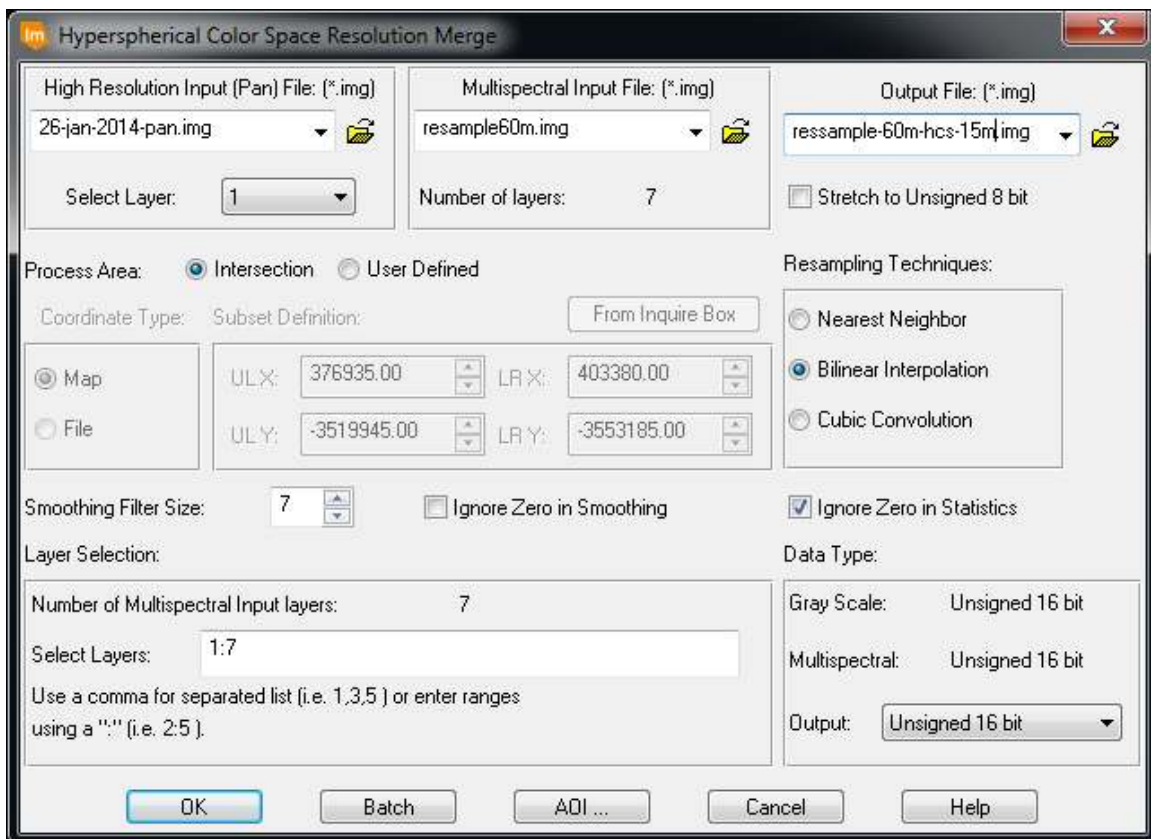 Im Hyperspherical Color Space Resolution Merge
High Resolution Input (Pan) File: (*.img)
26-jan-2014-pan.img
Select Layer: 1
Multispectral Input File: (*.img)
resample60m.img
Number of layers: 7
Output File: (*.img)
ressample-60m-hcs-15m.img
Stretch to Unsigned 8 bit
Process Area: Intersection User Defined
Coordinate Type: Subset Definition: From Inquire Box
Map
File
ULX: 376935.00 LRX: 403380.00
ULY: -3519945.00 LRY: -3553185.00
Resampling Techniques:
Nearest Neighbor
Bilinear Interpolation
Cubic Convolution
Smoothing Filter Size: 7 Ignore Zero in Smoothing Ignore Zero in Statistics
Layer Selection:
Number of Multispectral Input layers: 7
Select Layers: 1:7
Use a comma for separated list (i.e. 1,3,5 ) or enter ranges
using a ":" (i.e. 2:5 ).
Data Type:
Gray Scale: Unsigned 16 bit
Multispectral: Unsigned 16 bit
Output: Unsigned 16 bit
OK Batch AOI ... Cancel Help